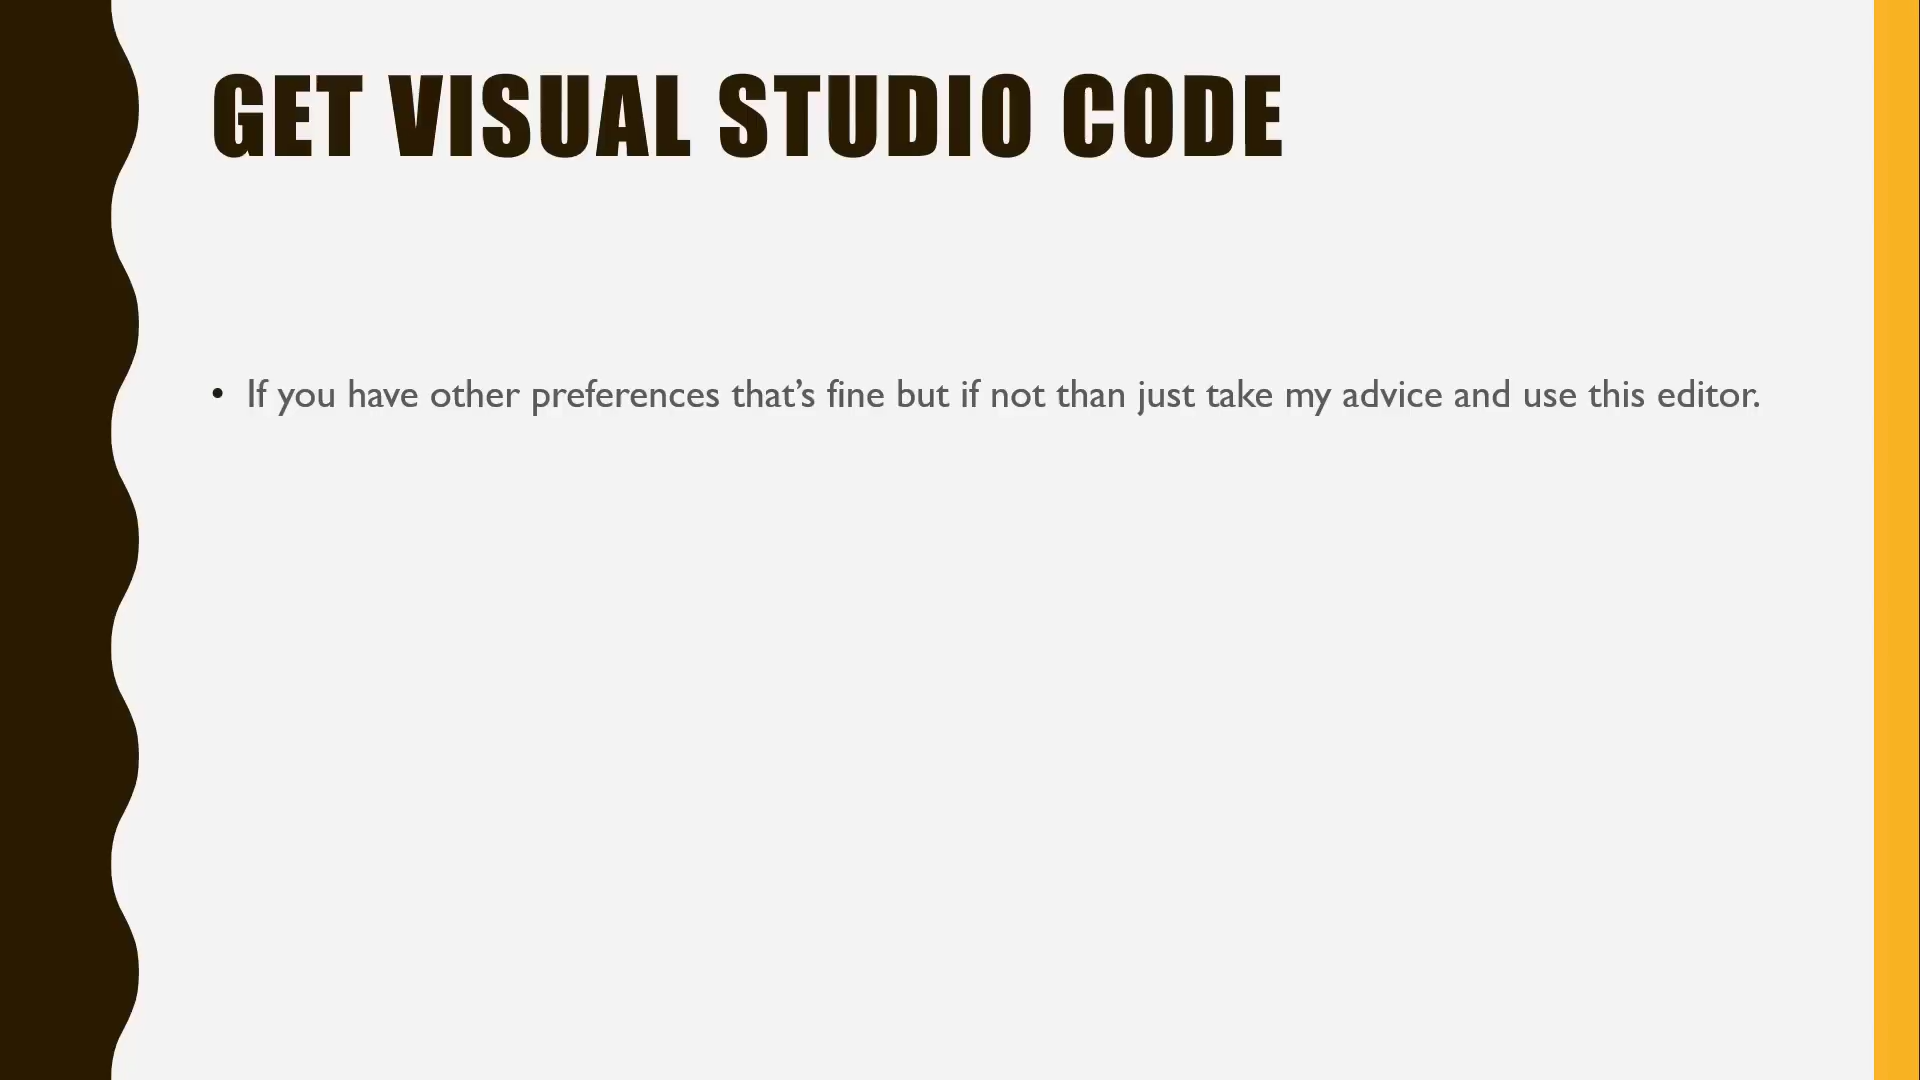 GET VISUAL STUDIO CODE
• If you have other preferences that’s fine but if not than just take my advice and use this editor.